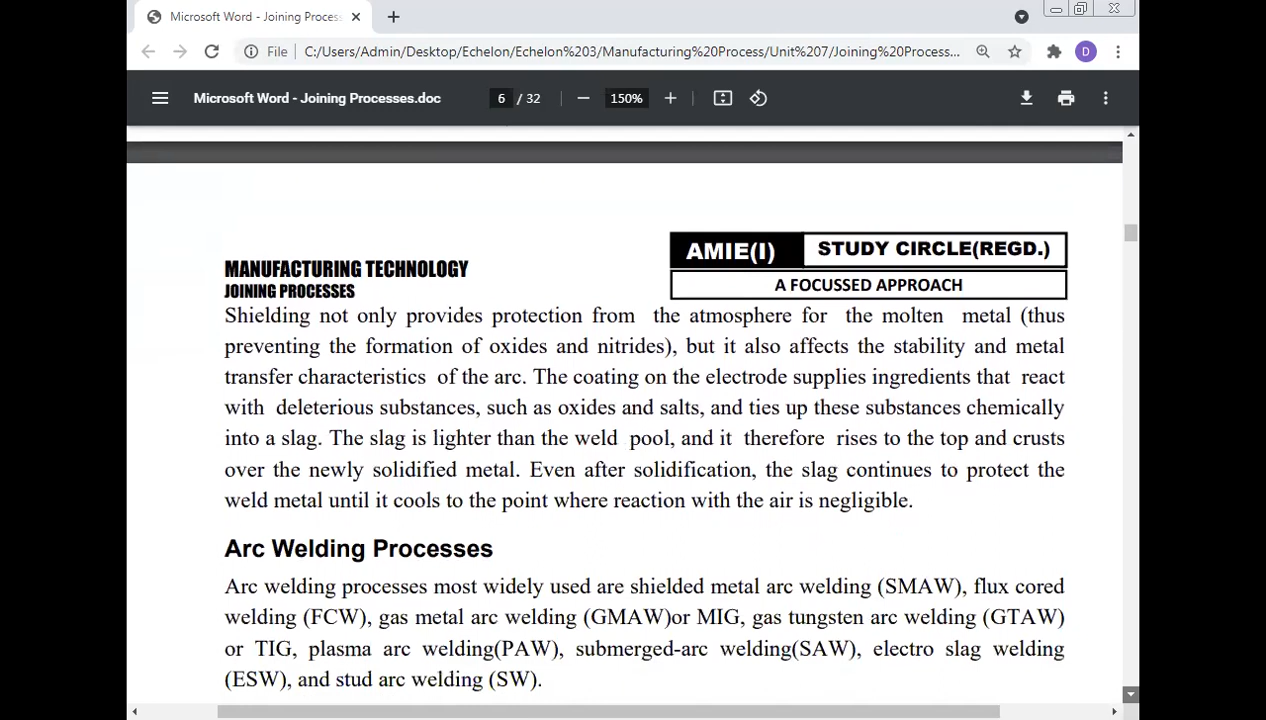 Microsoft Word - Joining Process
File C:/Users/Admin/Desktop/Echelon/Echelon%203/Manufacturing%20Process/Unit%207/Joining%20Process... D
Microsoft Word - Joining Processes.doc 6 / 32 150%
AMIE(I) STUDY CIRCLE(REGD.)
A FOCUSSED APPROACH
MANUFACTURING TECHNOLOGY
JOINING PROCESSES
Shielding not only provides protection from the atmosphere for the molten metal (thus
preventing the formation of oxides and nitrides), but it also affects the stability and metal
transfer characteristics of the arc. The coating on the electrode supplies ingredients that react
with deleterious substances, such as oxides and salts, and ties up these substances chemically
into a slag. The slag is lighter than the weld pool, and it therefore rises to the top and crusts
over the newly solidified metal. Even after solidification, the slag continues to protect the
weld metal until it cools to the point where reaction with the air is negligible.
Arc Welding Processes
Arc welding processes most widely used are shielded metal arc welding (SMAW), flux cored
welding (FCW), gas metal arc welding (GMAW)or MIG, gas tungsten arc welding (GTAW)
or TIG, plasma arc welding(PAW), submerged-arc welding(SAW), electro slag welding
(ESW), and stud arc welding (SW).